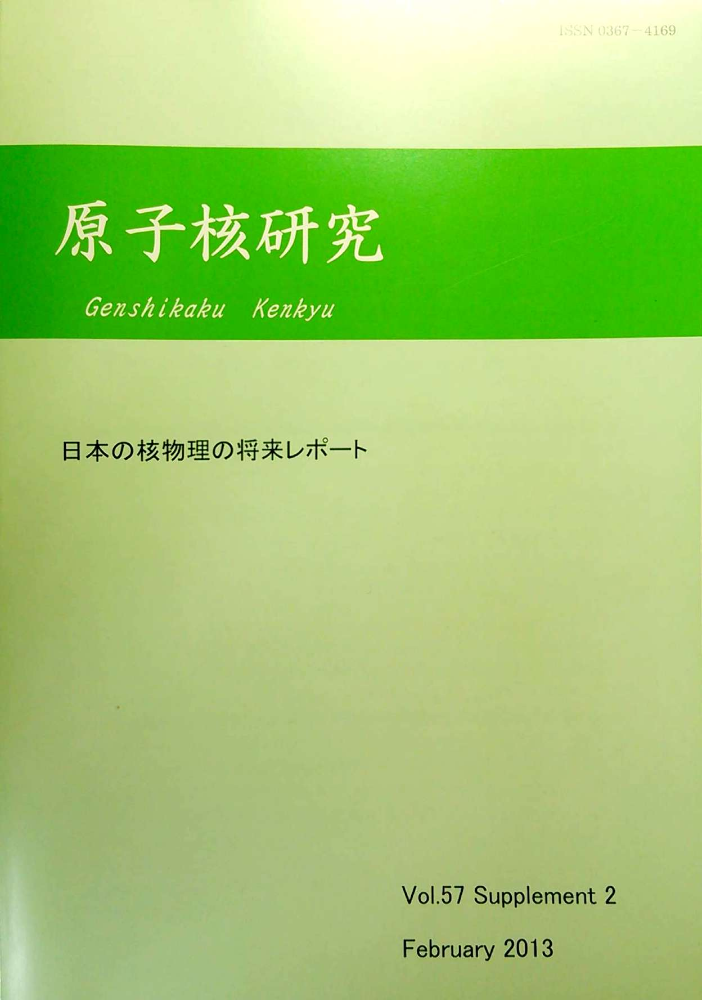 ISSN 0367－4169
原子核研究
Genshikaku Kenkyu
日本の核物理の将来レポート
Vol.57 Supplement 2
February 2013